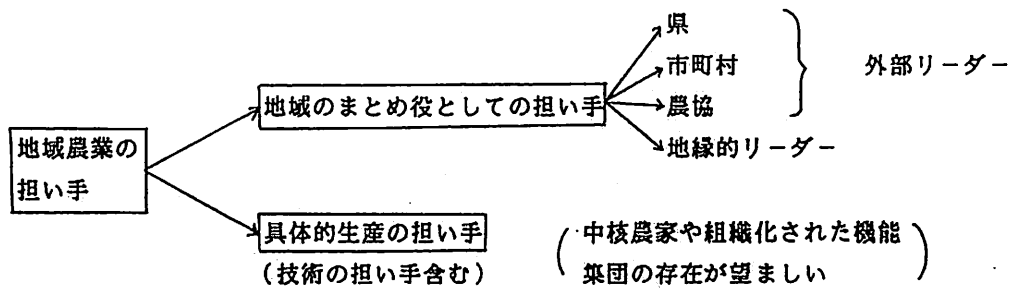 県
市町村
外部リーダー
地域のまとめ役としての担い手
農協
地域農業の
担い手
地縁的リーダー
具体的生産の担い手
(技術の担い手含む)
(中核農家や組織化された機能
集団の存在が望ましい)